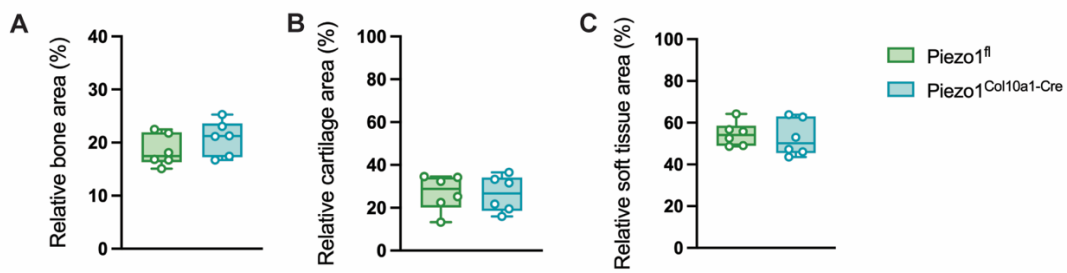 A
Relative bone area (%)
40
30
20
10
0
B
Relative cartilage area (%)
100
80
60
40
20
0
C
Relative soft tissue area (%)
100
80
60
40
20
0
Piezo1fl
Piezo1Col10a1-Cre